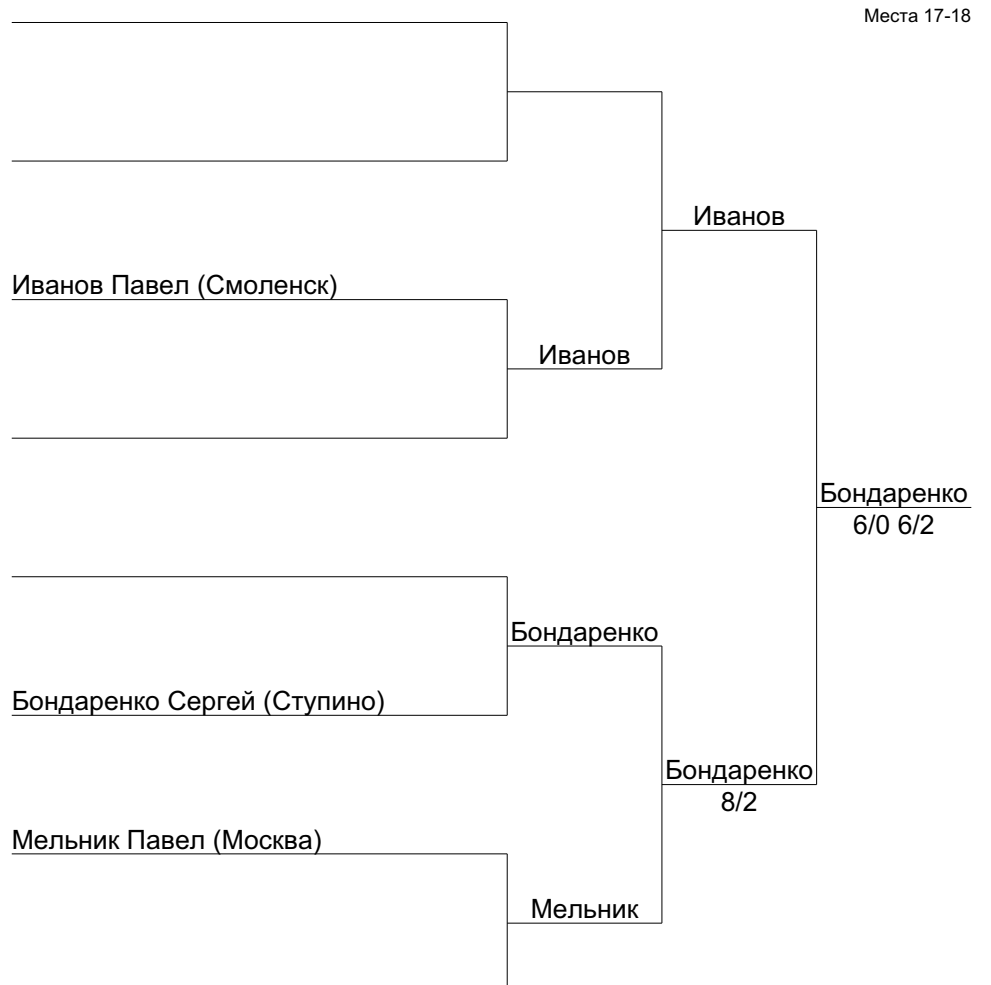 Места 17-18
Иванов
Иванов Павел (Смоленск)
Иванов
Бондаренко
6/0 6/2
Бондаренко
Бондаренко Сергей (Ступино)
Бондаренко
8/2
Мельник Павел (Москва)
Мельник